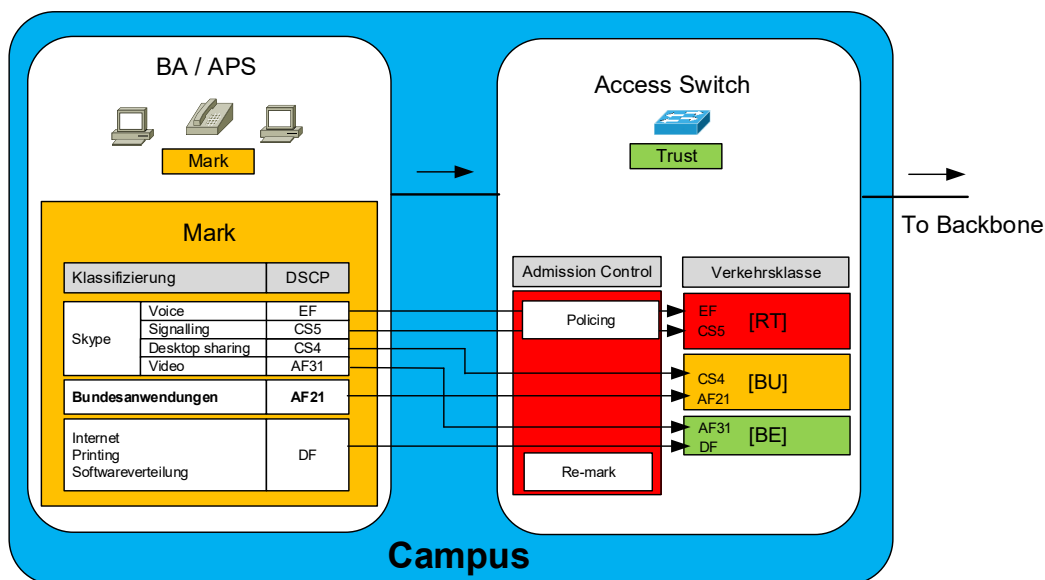 BA / APS
Mark
Mark
Klassifizierung DSCP
Skype
Voice EF
Signalling CS5
Desktop sharing CS4
Video AF31
Bundesanwendungen AF21
Internet
Printing
Softwareverteilung
DF
Access Switch
Trust
Admission Control
Policing
Re-mark
Verkehrsklasse
EF
CS5
[RT]
CS4
AF21
[BU]
AF31
DF
[BE]
To Backbone
Campus